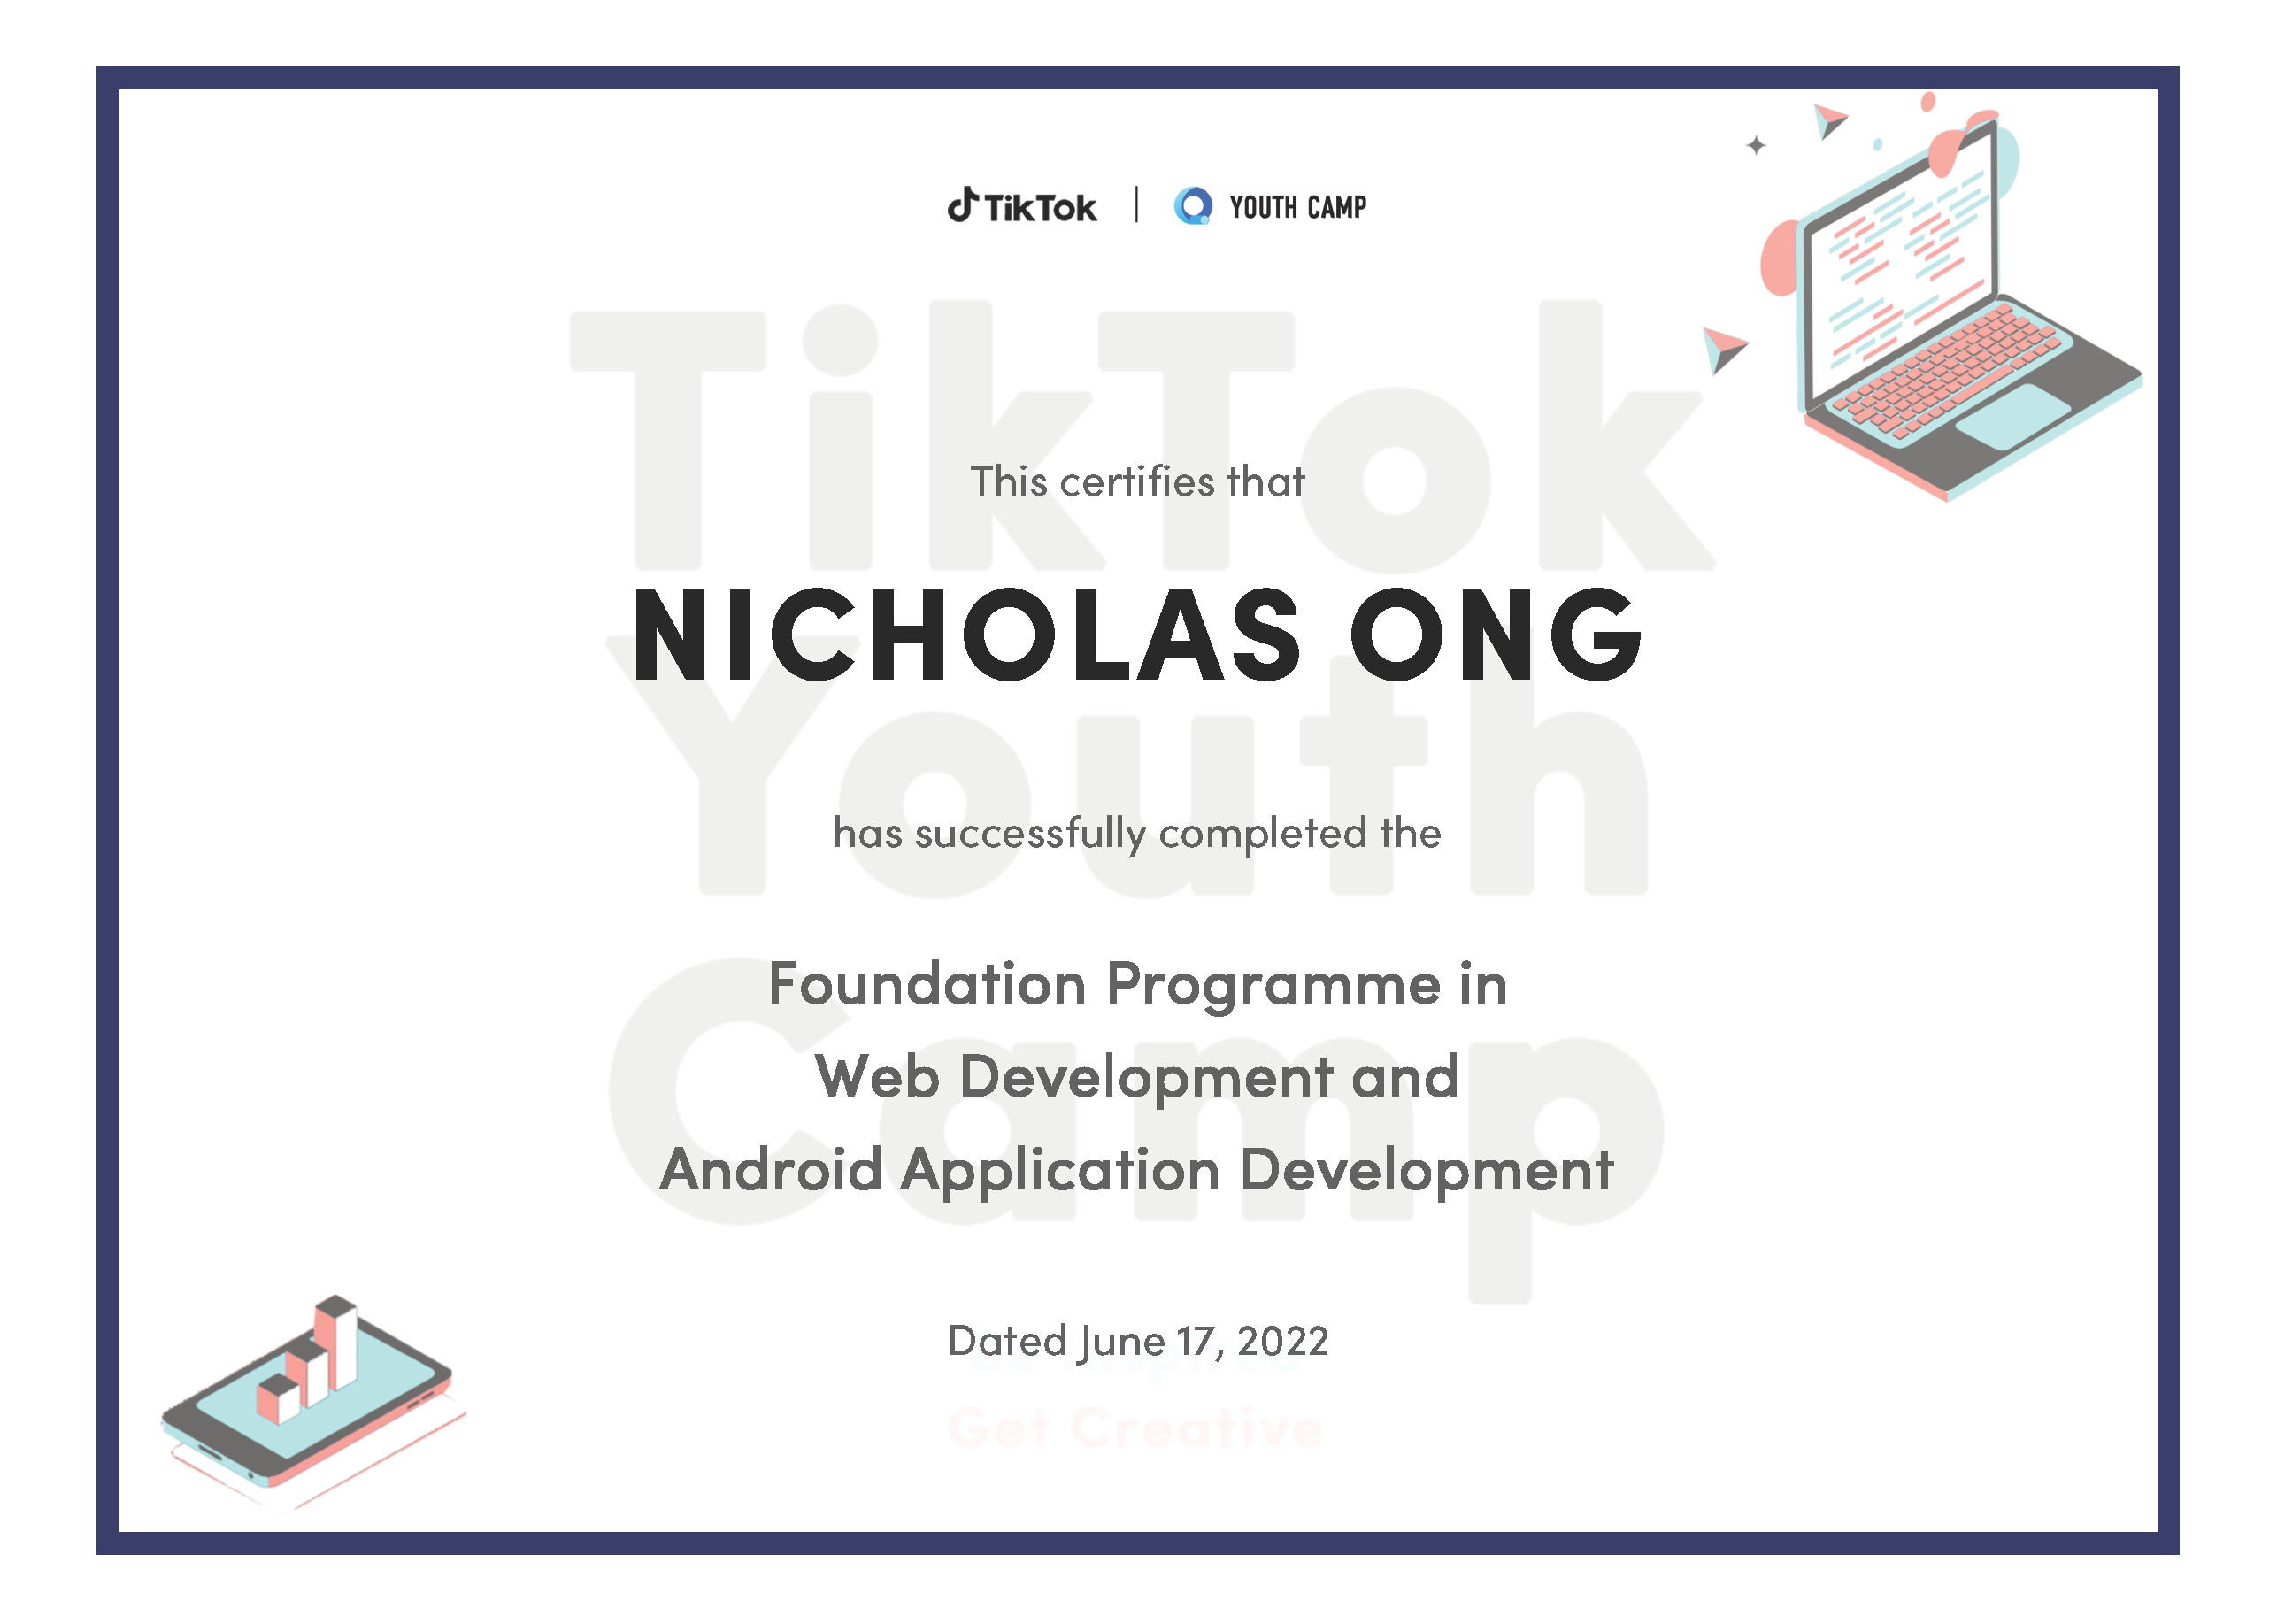 TikTok | YOUTH CAMP
TikTok
Youth
Camp
This certifies that
NICHOLAS ONG
has successfully completed the
Foundation Programme in
Web Development and
Android Application Development
Dated June 17, 2022
Get Creative